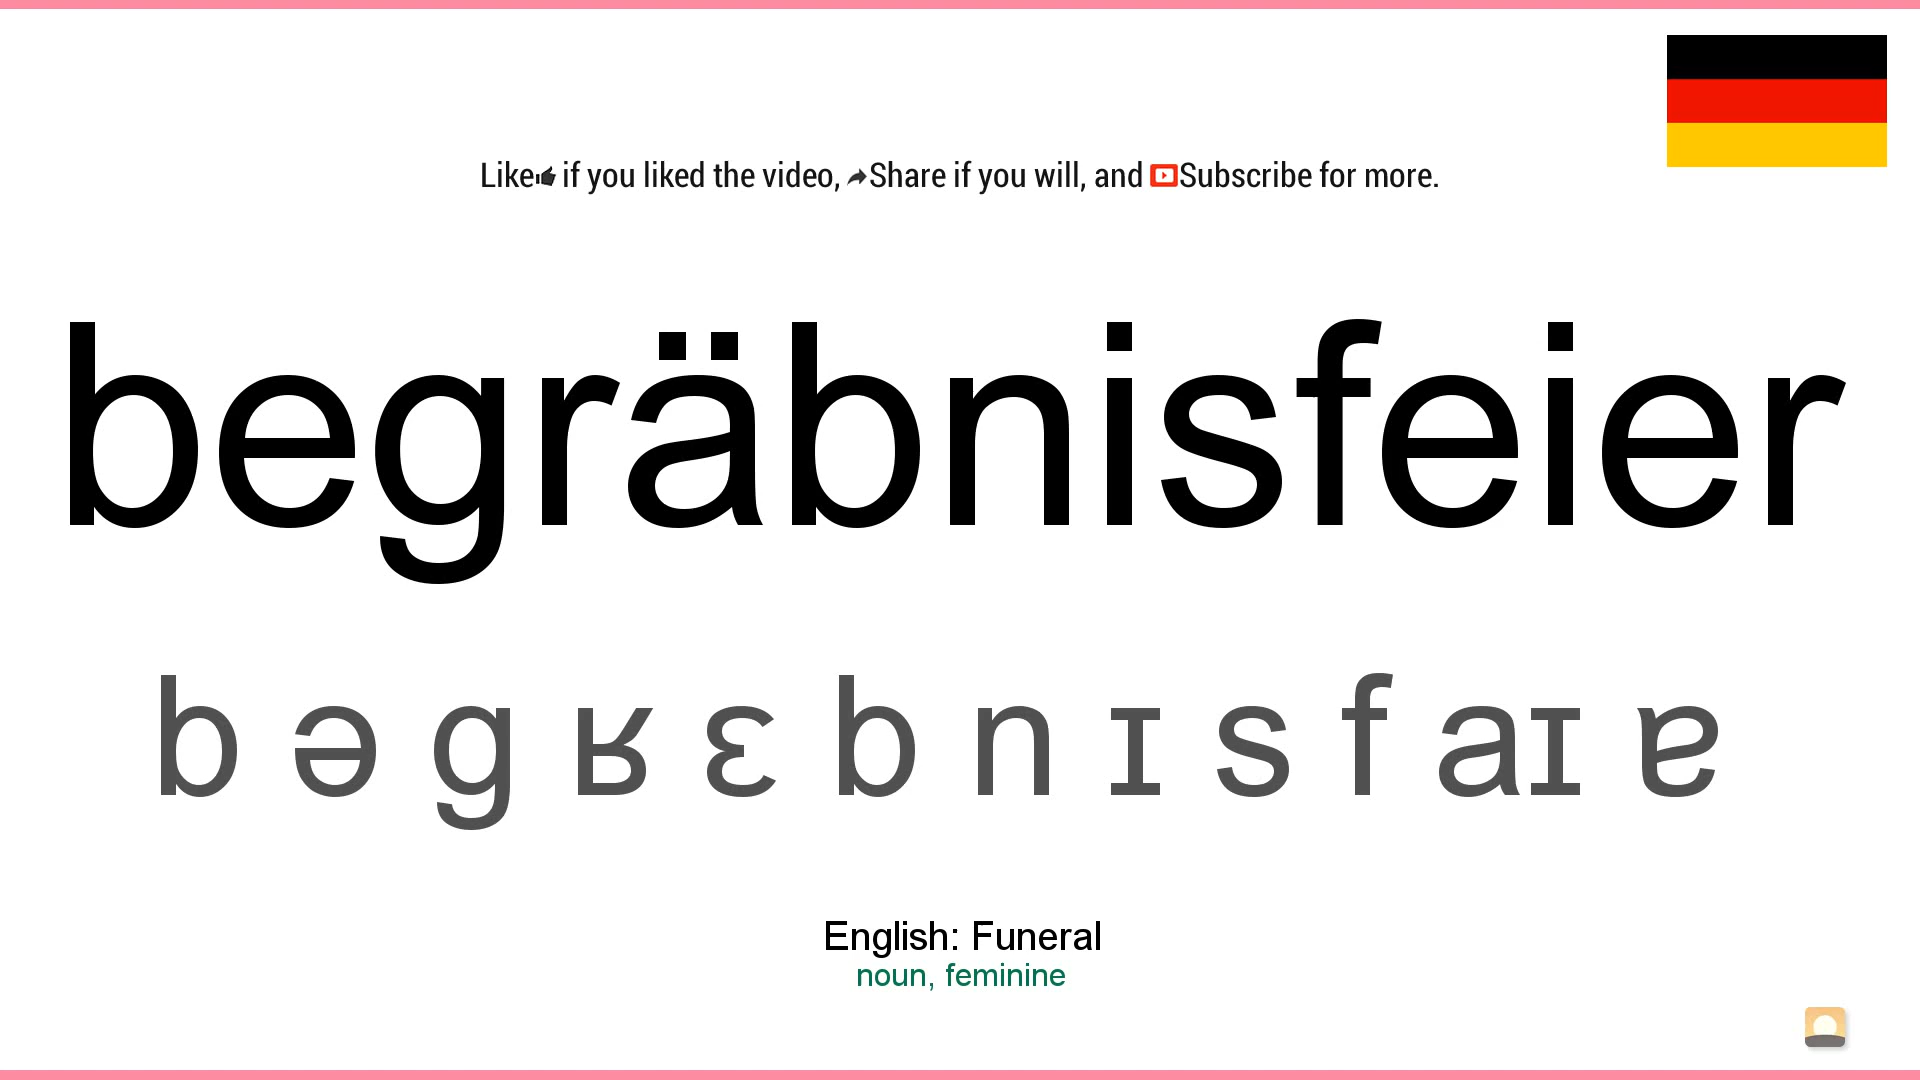 Like if you liked the video, Share if you will, and Subscribe for more.
begräbnisfeier
b ə g ʁ ɛ b n ɪ s f aɪ ɐ
English: Funeral
noun, feminine